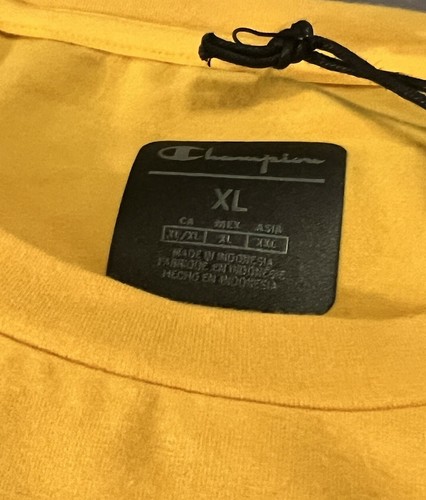 Champion
XL
CA MEX ASIA
XL/XL XL XXL
MADE IN INDONESIA
FABRIQUÉ EN INDONÉSIE
HECHO EN INDONESIA